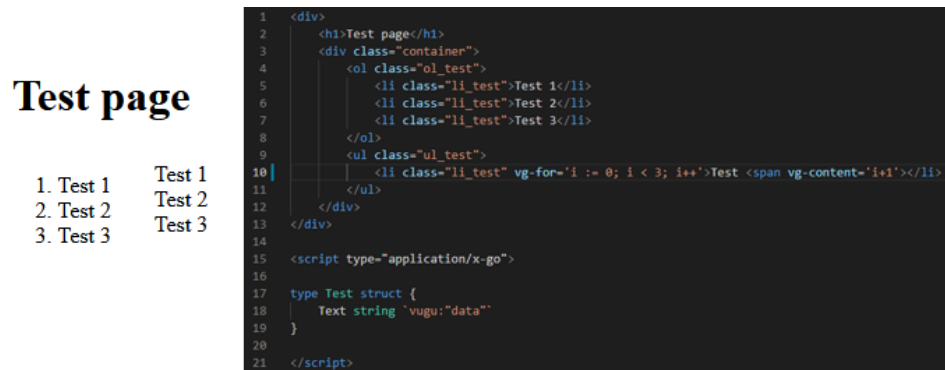 Test page
1. Test 1
2. Test 2
3. Test 3
Test 1
Test 2
Test 3
1 <div>
2 <h1>Test page</h1>
3 <div class="container">
4 <ol class="ol_test">
5 <li class="li_test">Test 1</li>
6 <li class="li_test">Test 2</li>
7 <li class="li_test">Test 3</li>
8 </ol>
9 <ul class="ul_test">
10 <li class="li_test" vg-for='i := 0; i < 3; i++'>Test <span vg-content='i+1'></li>
11 </ul>
12 </div>
13 </div>
14
15 <script type="application/x-go">
16
17 type Test struct {
18 Text string `vugu:"data"`
19 }
20
21 </script>